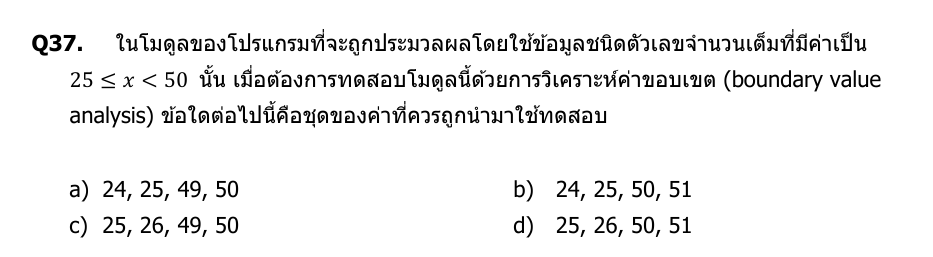 Q37. ในโมดูลของโปรแกรมที่จะถูกประมวลผลโดยใช้ข้อมูลชนิดตัวเลขจำนวนเต็มที่มีค่าเป็น
25 ≤ x < 50 นั้น เมื่อต้องการทดสอบโมดูลนี้ด้วยการวิเคราะห์ค่าขอบเขต (boundary value
analysis) ข้อใดต่อไปนี้คือชุดของค่าที่ควรถูกนำมาใช้ทดสอบ
a) 24, 25, 49, 50 b) 24, 25, 50, 51
c) 25, 26, 49, 50 d) 25, 26, 50, 51